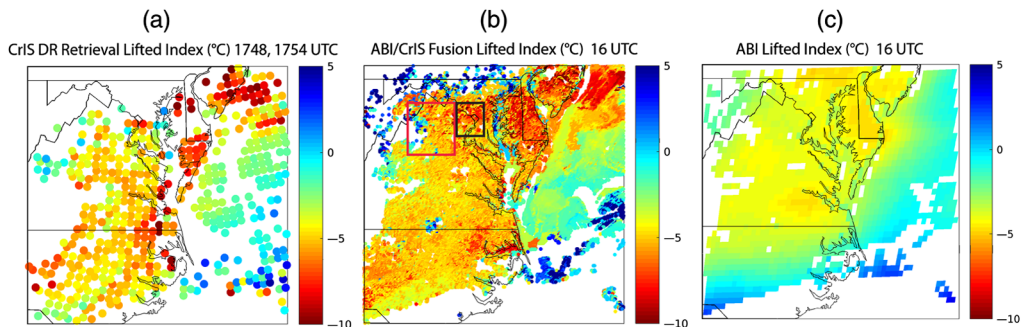 (a)
(b)
(c)
CrIS DR Retrieval Lifted Index (°C) 1748, 1754 UTC
ABI/CrIS Fusion Lifted Index (°C) 16 UTC
ABI Lifted Index (°C) 16 UTC
5
0
−5
−10
5
0
−5
−10
5
0
−5
−10